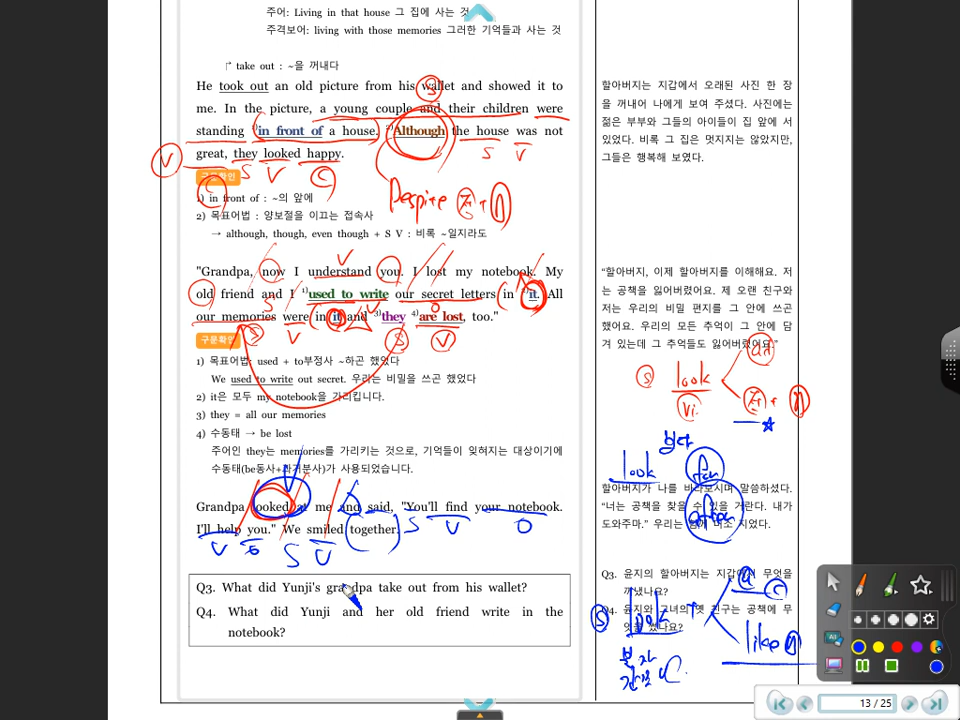 주어: Living in that house 그 집에 사는 것
주격보어: living with those memories 그러한 기억들과 사는 것
┌ take out : ~을 꺼내다
He took out an old picture from his wallet and showed it to
me. In the picture, a young couple and their children were
standing 1)in front of a house. 2)Although the house was not
great, they looked happy.
구문확인
1) in front of : ~의 앞에
2) 목표어법 : 양보절을 이끄는 접속사
→ although, though, even though + S V : 비록 ~일지라도
Despite 전+n
"Grandpa, now I understand you. I lost my notebook. My
old friend and I 1)used to write our secret letters in 2)it. All
our memories were in it and 3)they 4)are lost, too."
구문확인
1) 목표어법: used + to부정사 ~하곤 했었다
We used to write out secret. 우리는 비밀을 쓰곤 했었다
2) it은 모두 my notebook을 가리킵니다.
3) they = all our memories
4) 수동태 → be lost
주어인 they는 memories를 가리키는 것으로, 기억들이 잊혀지는 대상이기에
수동태(be동사+과거분사)가 사용되었습니다.
Grandpa looked at me and said, "You'll find your notebook.
I'll help you." We smiled together.
S V O
Q3. What did Yunji's grandpa take out from his wallet?
Q4. What did Yunji and her old friend write in the
notebook?
할아버지는 지갑에서 오래된 사진 한 장
을 꺼내어 나에게 보여 주셨다. 사진에는
젊은 부부와 그들의 아이들이 집 앞에 서
있었다. 비록 그 집은 멋지지는 않았지만,
그들은 행복해 보였다.
"할아버지, 이제 할아버지를 이해해요. 저
는 공책을 잃어버렸어요. 제 오랜 친구와
저는 우리의 비밀 편지를 그 안에 쓰곤
했어요. 우리의 모든 추억이 그 안에 담
겨 있는데 그 추억들도 잃어버렸어요."
S look
vi 전+ n
보다
look for
after
할아버지가 나를 바라보시며 말씀하셨다.
"너는 공책을 찾을 수 있을 거란다. 내가
도와주마." 우리는 함께 미소 지었다.
Q3. 윤지의 할아버지는 지갑에서 무엇을
꺼냈나요?
Q4. 윤지와 그녀의 옛 친구는 공책에 무
엇을 썼나요?
S look a C
like n
13 / 25